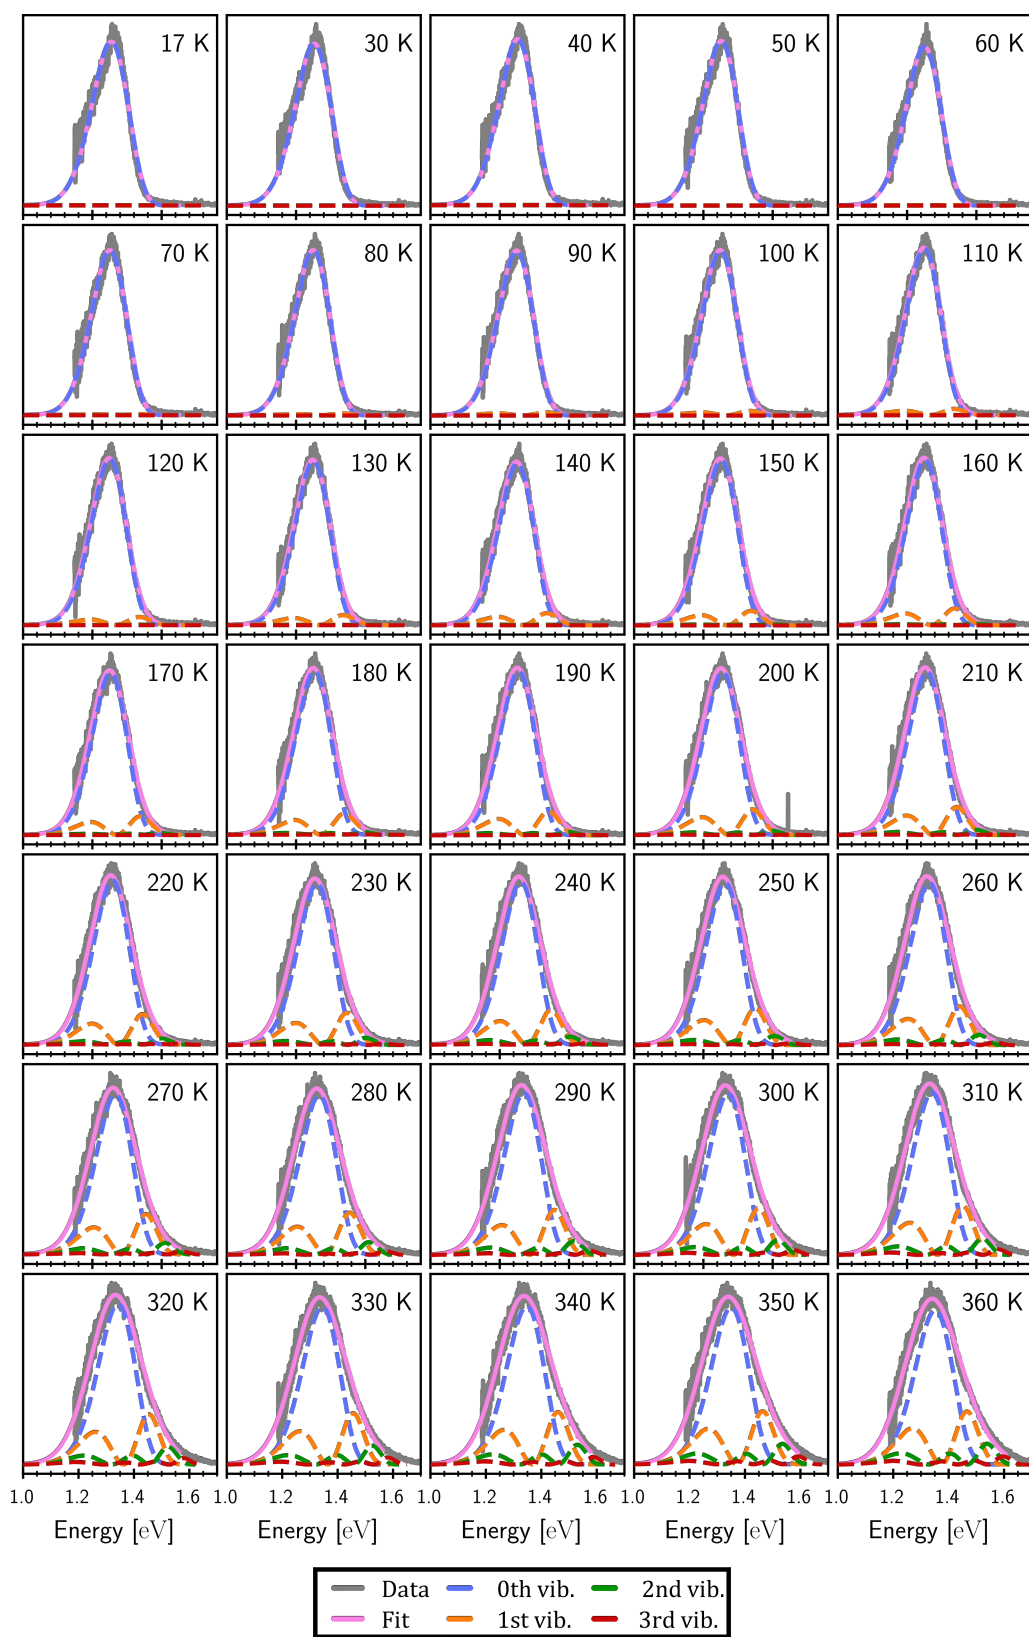 17 K 30 K 40 K 50 K 60 K
70 K 80 K 90 K 100 K 110 K
120 K 130 K 140 K 150 K 160 K
170 K 180 K 190 K 200 K 210 K
220 K 230 K 240 K 250 K 260 K
270 K 280 K 290 K 300 K 310 K
320 K 330 K 340 K 350 K 360 K
1.0 1.2 1.4 1.6 1.0 1.2 1.4 1.6 1.0 1.2 1.4 1.6 1.0 1.2 1.4 1.6 1.0 1.2 1.4 1.6
Energy [eV] Energy [eV] Energy [eV] Energy [eV] Energy [eV]
Data 0th vib. 2nd vib.
Fit 1st vib. 3rd vib.